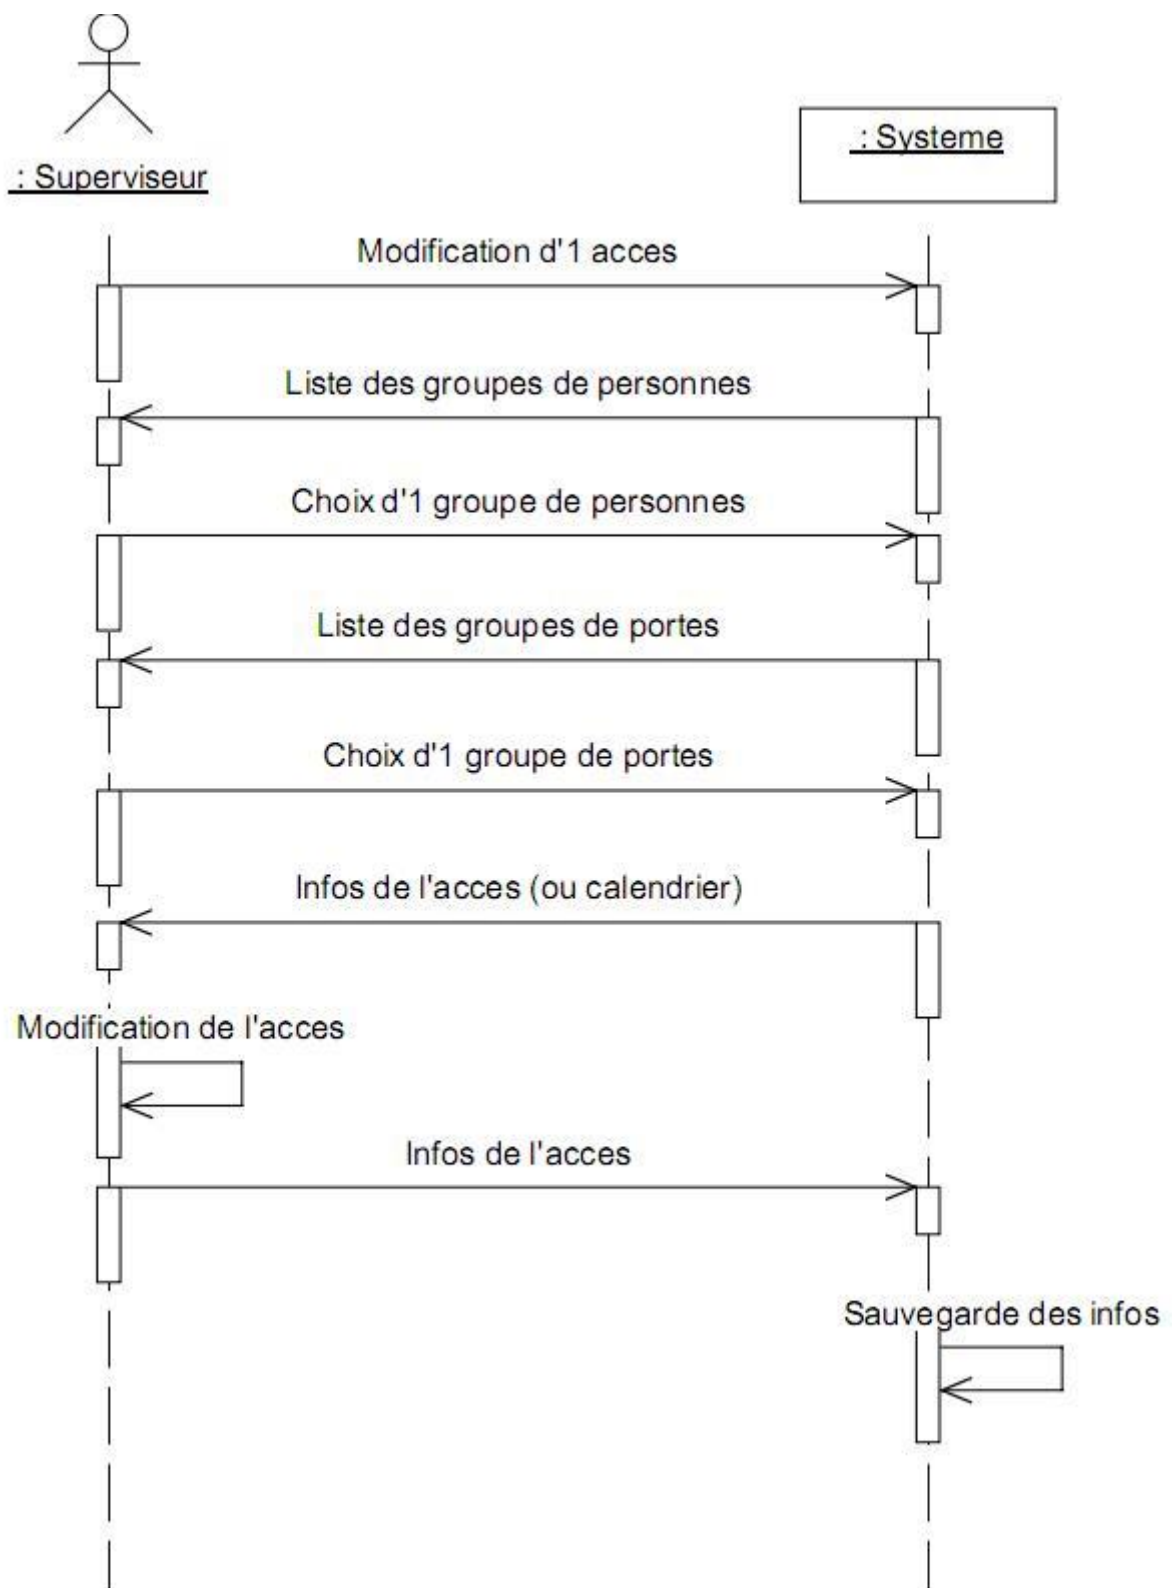 : Systeme
: Superviseur
Modification d'1 acces
Liste des groupes de personnes
Choix d'1 groupe de personnes
Liste des groupes de portes
Choix d'1 groupe de portes
Infos de l'acces (ou calendrier)
Modification de l'acces
Infos de l'acces
Sauvegarde des infos